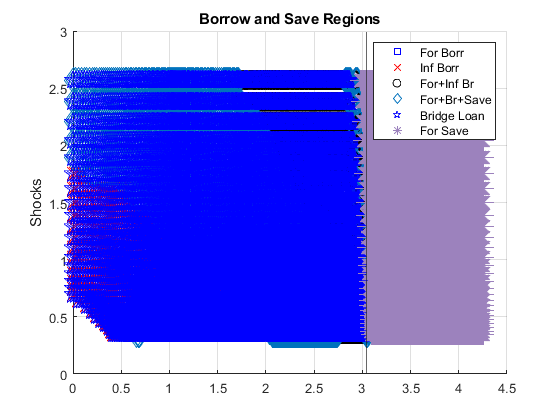 Borrow and Save Regions
3
2.5
2
1.5
1
0.5
0
Shocks
For Borr
Inf Borr
For+Inf Br
For+Br+Save
Bridge Loan
For Save
0 0.5 1 1.5 2 2.5 3 3.5 4 4.5